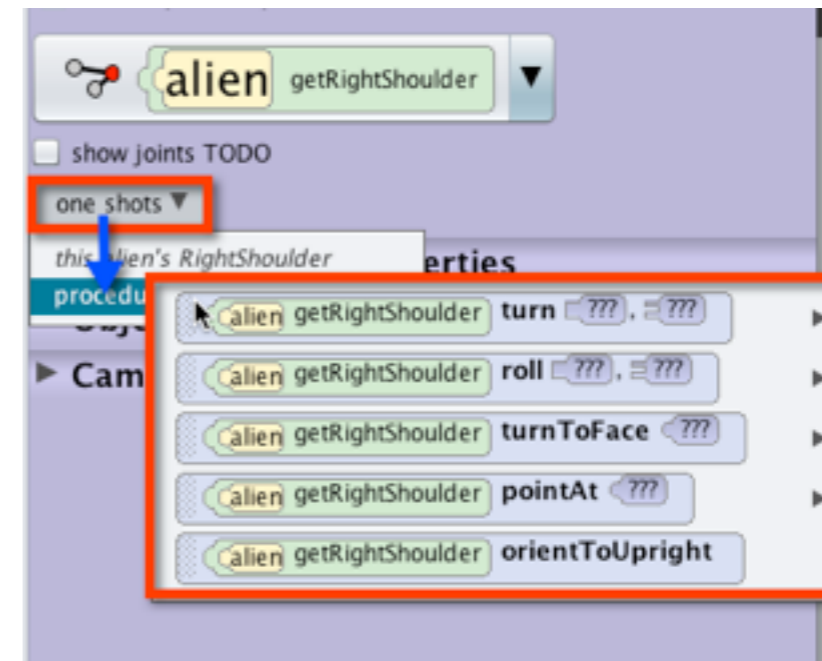 alien getRightShoulder
show joints TODO
one shots
this alien's RightShoulder
erties
procedu
alien getRightShoulder turn ???, ???
Cam
alien getRightShoulder roll ???, ???
alien getRightShoulder turnToFace ???
alien getRightShoulder pointAt ???
alien getRightShoulder orientToUpright